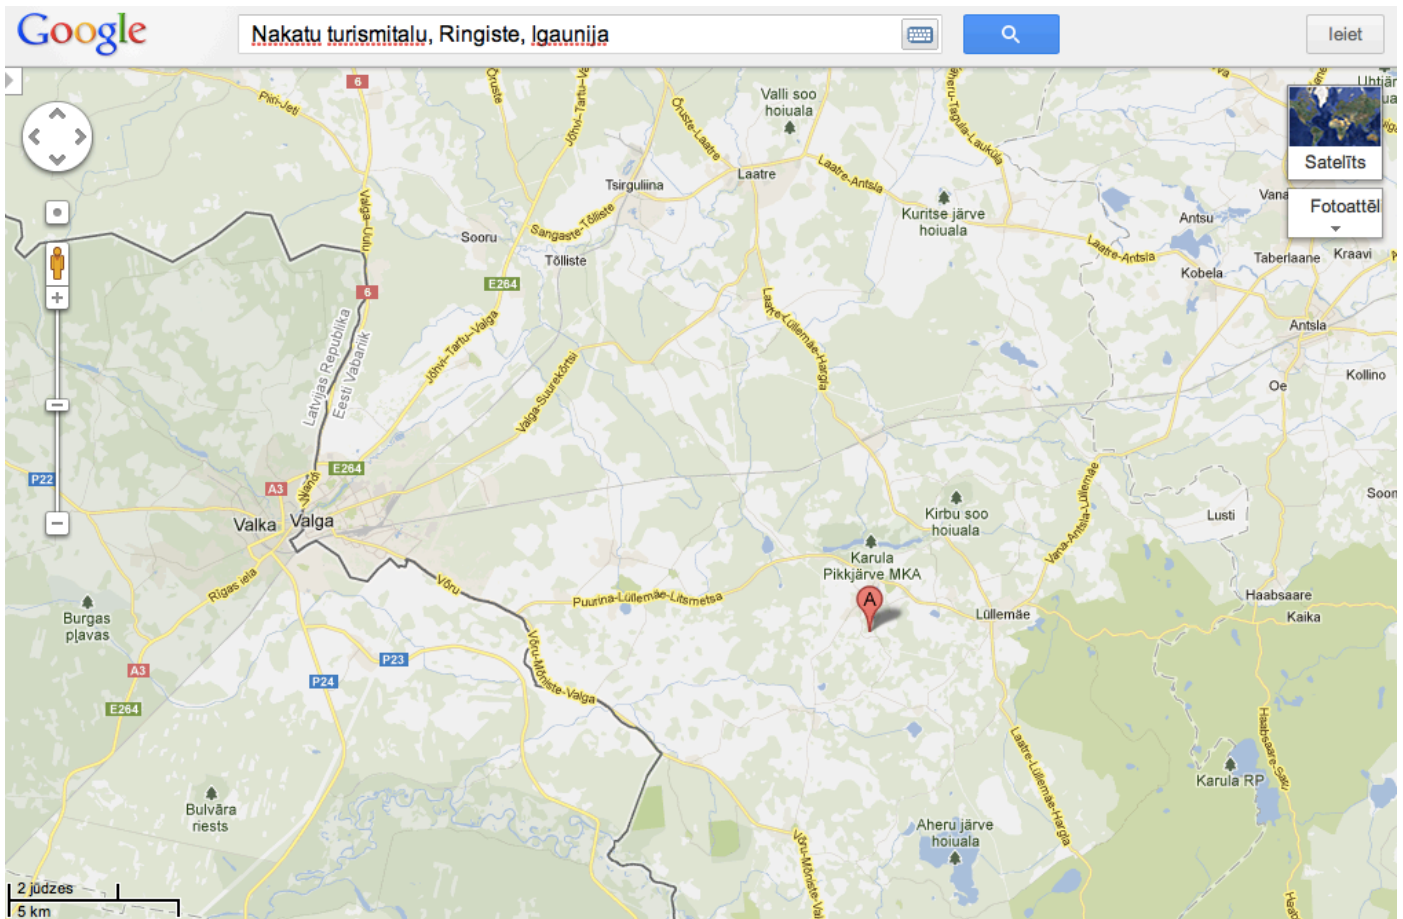 Google
Nakatu turismitalu, Ringiste, Igaunija
Ieiet
6
Piiri-Jeti
Õruste
Jõhvi-Tartu-Va
Õruste-Laatre
Valli soo
hoiuala
Uhtjär
Satelīts
Fotoattēl
Tsirguliina
Laatre
Laatre-Antsla
Kuritse järve
hoiuala
Vana
Antsu
Valga-Uulu
Sangaste-Tõlliste
Sooru
Tõlliste
Laatre-Antsla
Kobela
Taberlaane
Kraavi
E264
6
Latvijas Republika
Eesti Vabariik
Jõhvi-Tartu-Valga
Laatre-Lüllemäe-Hargla
Antsla
Valga-Suurekõrtsi
Oe
Kollino
P22
E264
A3
Valka
Valga
Vana-Antsla-Lüllemäe
Soon
Lusti
Kirbu soo
hoiuala
Karula
Pikkjärve MKA
A
Rīgas iela
Võru
Puurina-Lüllemäe-Litsmetsa
Lüllemäe
Haabsaare
Kaika
Burgas
pļavas
A3
P23
P24
E264
Võru-Mõniste-Valga
Laatre-Lüllemäe-Hargla
Karula RP
Bulvāra
riests
Aheru järve
hoiuala
Võru-Mõniste-Val
2 jūdzes
5 km